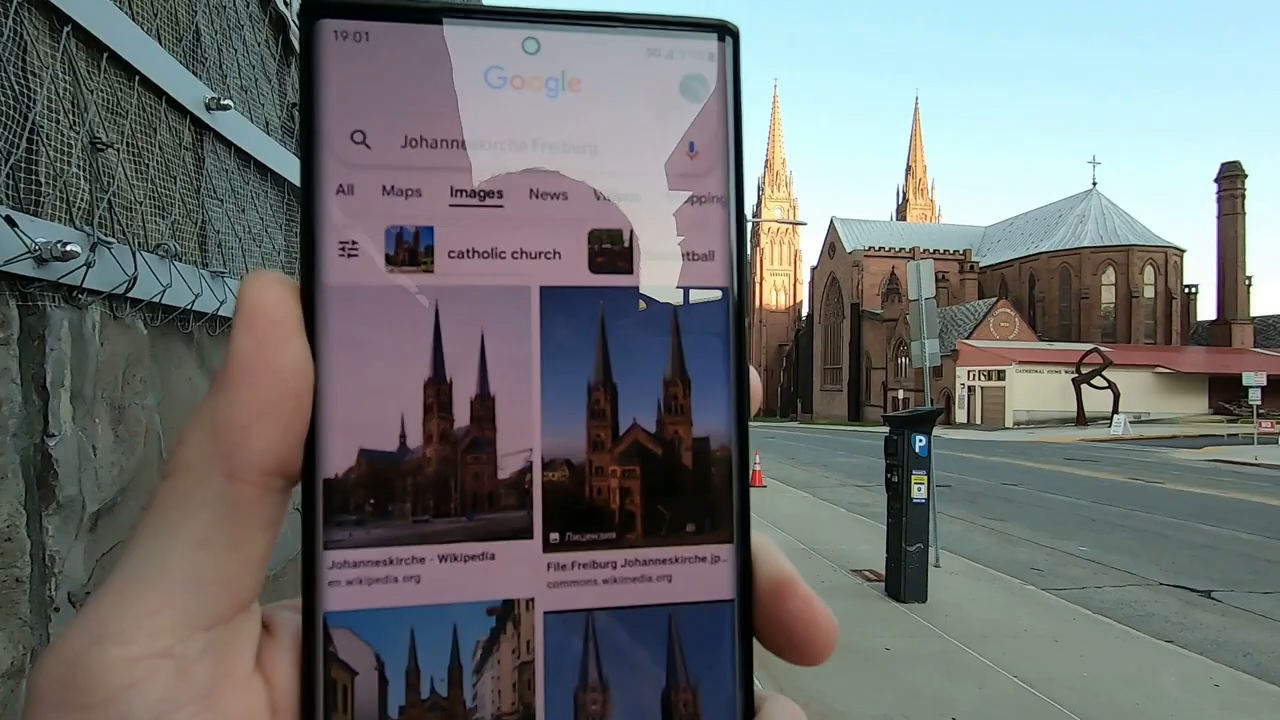 19:01
Google
Johanneskirche Freiburg
All Maps Images News
catholic church
Лицензия
Johanneskirche - Wikipedia
en.wikipedia.org
File:Freiburg Johanneskirche.jp...
commons.wikimedia.org
P